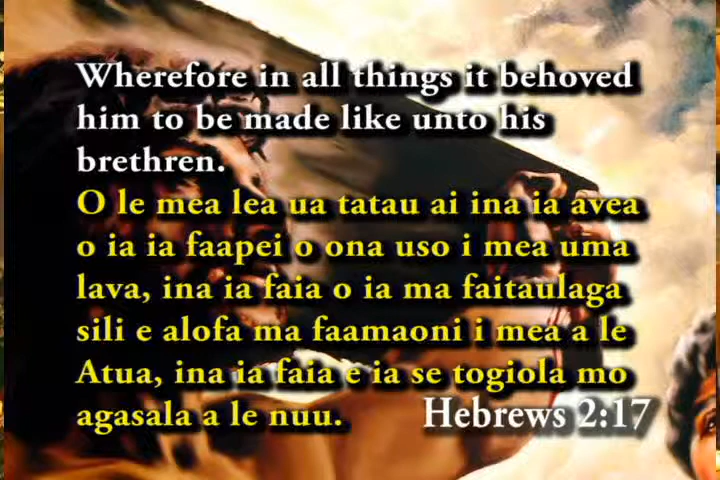 Wherefore in all things it behoved
him to be made like unto his
brethren.
O le mea lea ua tatau ai ina ia avea
o ia ia faapei o ona uso i mea uma
lava, ina ia faia o ia ma faitaulaga
sili e alofa ma faamaoni i mea a le
Atua, ina ia faia e ia se togiola mo
agasala a le nuu. Hebrews 2:17